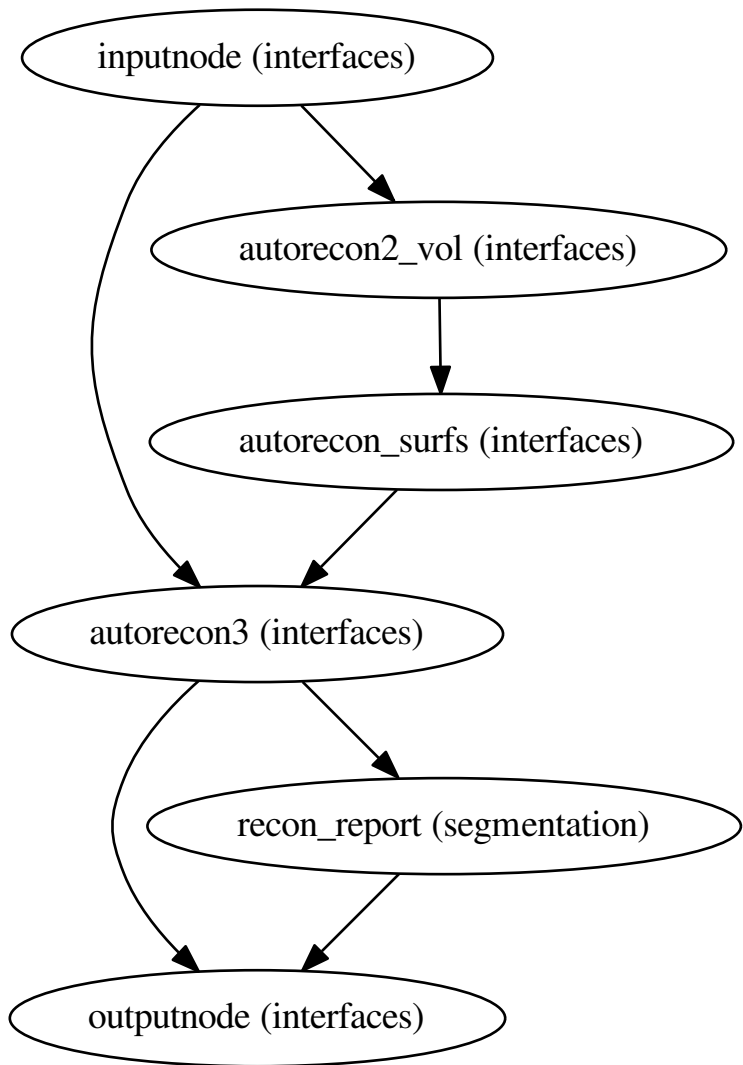 inputnode (interfaces)
autorecon2_vol (interfaces)
autorecon_surfs (interfaces)
autorecon3 (interfaces)
recon_report (segmentation)
outputnode (interfaces)